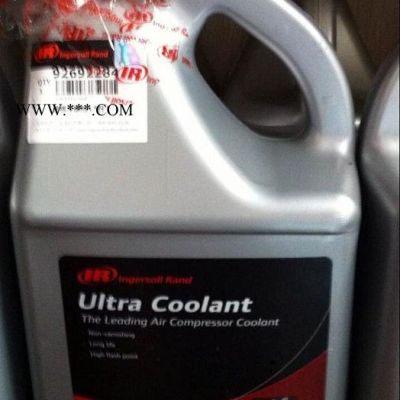 IR Ingersoll Rand
IR
92692284
WWW.***.COM
IR Ingersoll Rand
Ultra Coolant
The Leading Air Compressor Coolant
Non-varnishing
Long life
High flash point